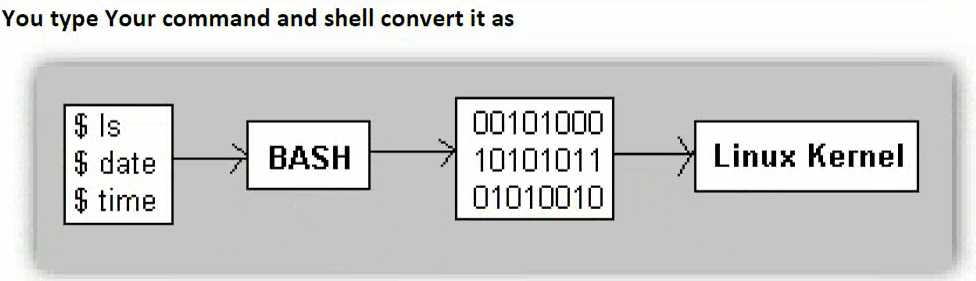 You type Your command and shell convert it as
$ ls
$ date
$ time
BASH
00101000
10101011
01010010
Linux Kernel